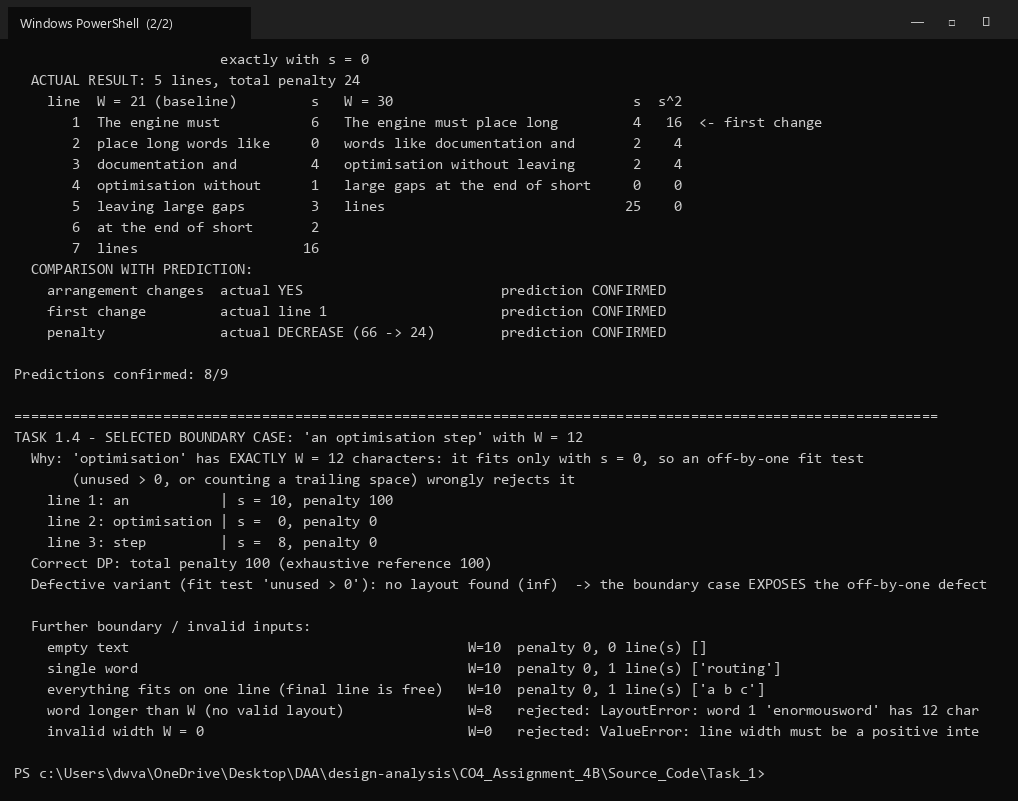 Windows PowerShell (2/2)
exactly with s = 0
ACTUAL RESULT: 5 lines, total penalty 24
line  W = 21 (baseline)         s   W = 30                             s  s^2
1  The engine must           6   The engine must place long         4   16  <- first change
2  place long words like     0   words like documentation and       2    4
3  documentation and         4   optimisation without leaving       2    4
4  optimisation without      1   large gaps at the end of short     0    0
5  leaving large gaps        3   lines                             25    0
6  at the end of short       2
7  lines                    16
COMPARISON WITH PREDICTION:
arrangement changes  actual YES                        prediction CONFIRMED
first change         actual line 1                     prediction CONFIRMED
penalty              actual DECREASE (66 -> 24)        prediction CONFIRMED
Predictions confirmed: 8/9
================================================================================================================
TASK 1.4 - SELECTED BOUNDARY CASE: 'an optimisation step' with W = 12
Why: 'optimisation' has EXACTLY W = 12 characters: it fits only with s = 0, so an off-by-one fit test
(unused > 0, or counting a trailing space) wrongly rejects it
line 1: an           | s = 10, penalty 100
line 2: optimisation | s =  0, penalty 0
line 3: step         | s =  8, penalty 0
Correct DP: total penalty 100 (exhaustive reference 100)
Defective variant (fit test 'unused > 0'): no layout found (inf)  -> the boundary case EXPOSES the off-by-one defect
Further boundary / invalid inputs:
empty text                                         W=10  penalty 0, 0 line(s) []
single word                                        W=10  penalty 0, 1 line(s) ['routing']
everything fits on one line (final line is free)   W=10  penalty 0, 1 line(s) ['a b c']
word longer than W (no valid layout)               W=8   rejected: LayoutError: word 1 'enormousword' has 12 char
invalid width W = 0                                W=0   rejected: ValueError: line width must be a positive inte
PS c:\Users\dwva\OneDrive\Desktop\DAA\design-analysis\CO4_Assignment_4B\Source_Code\Task_1>